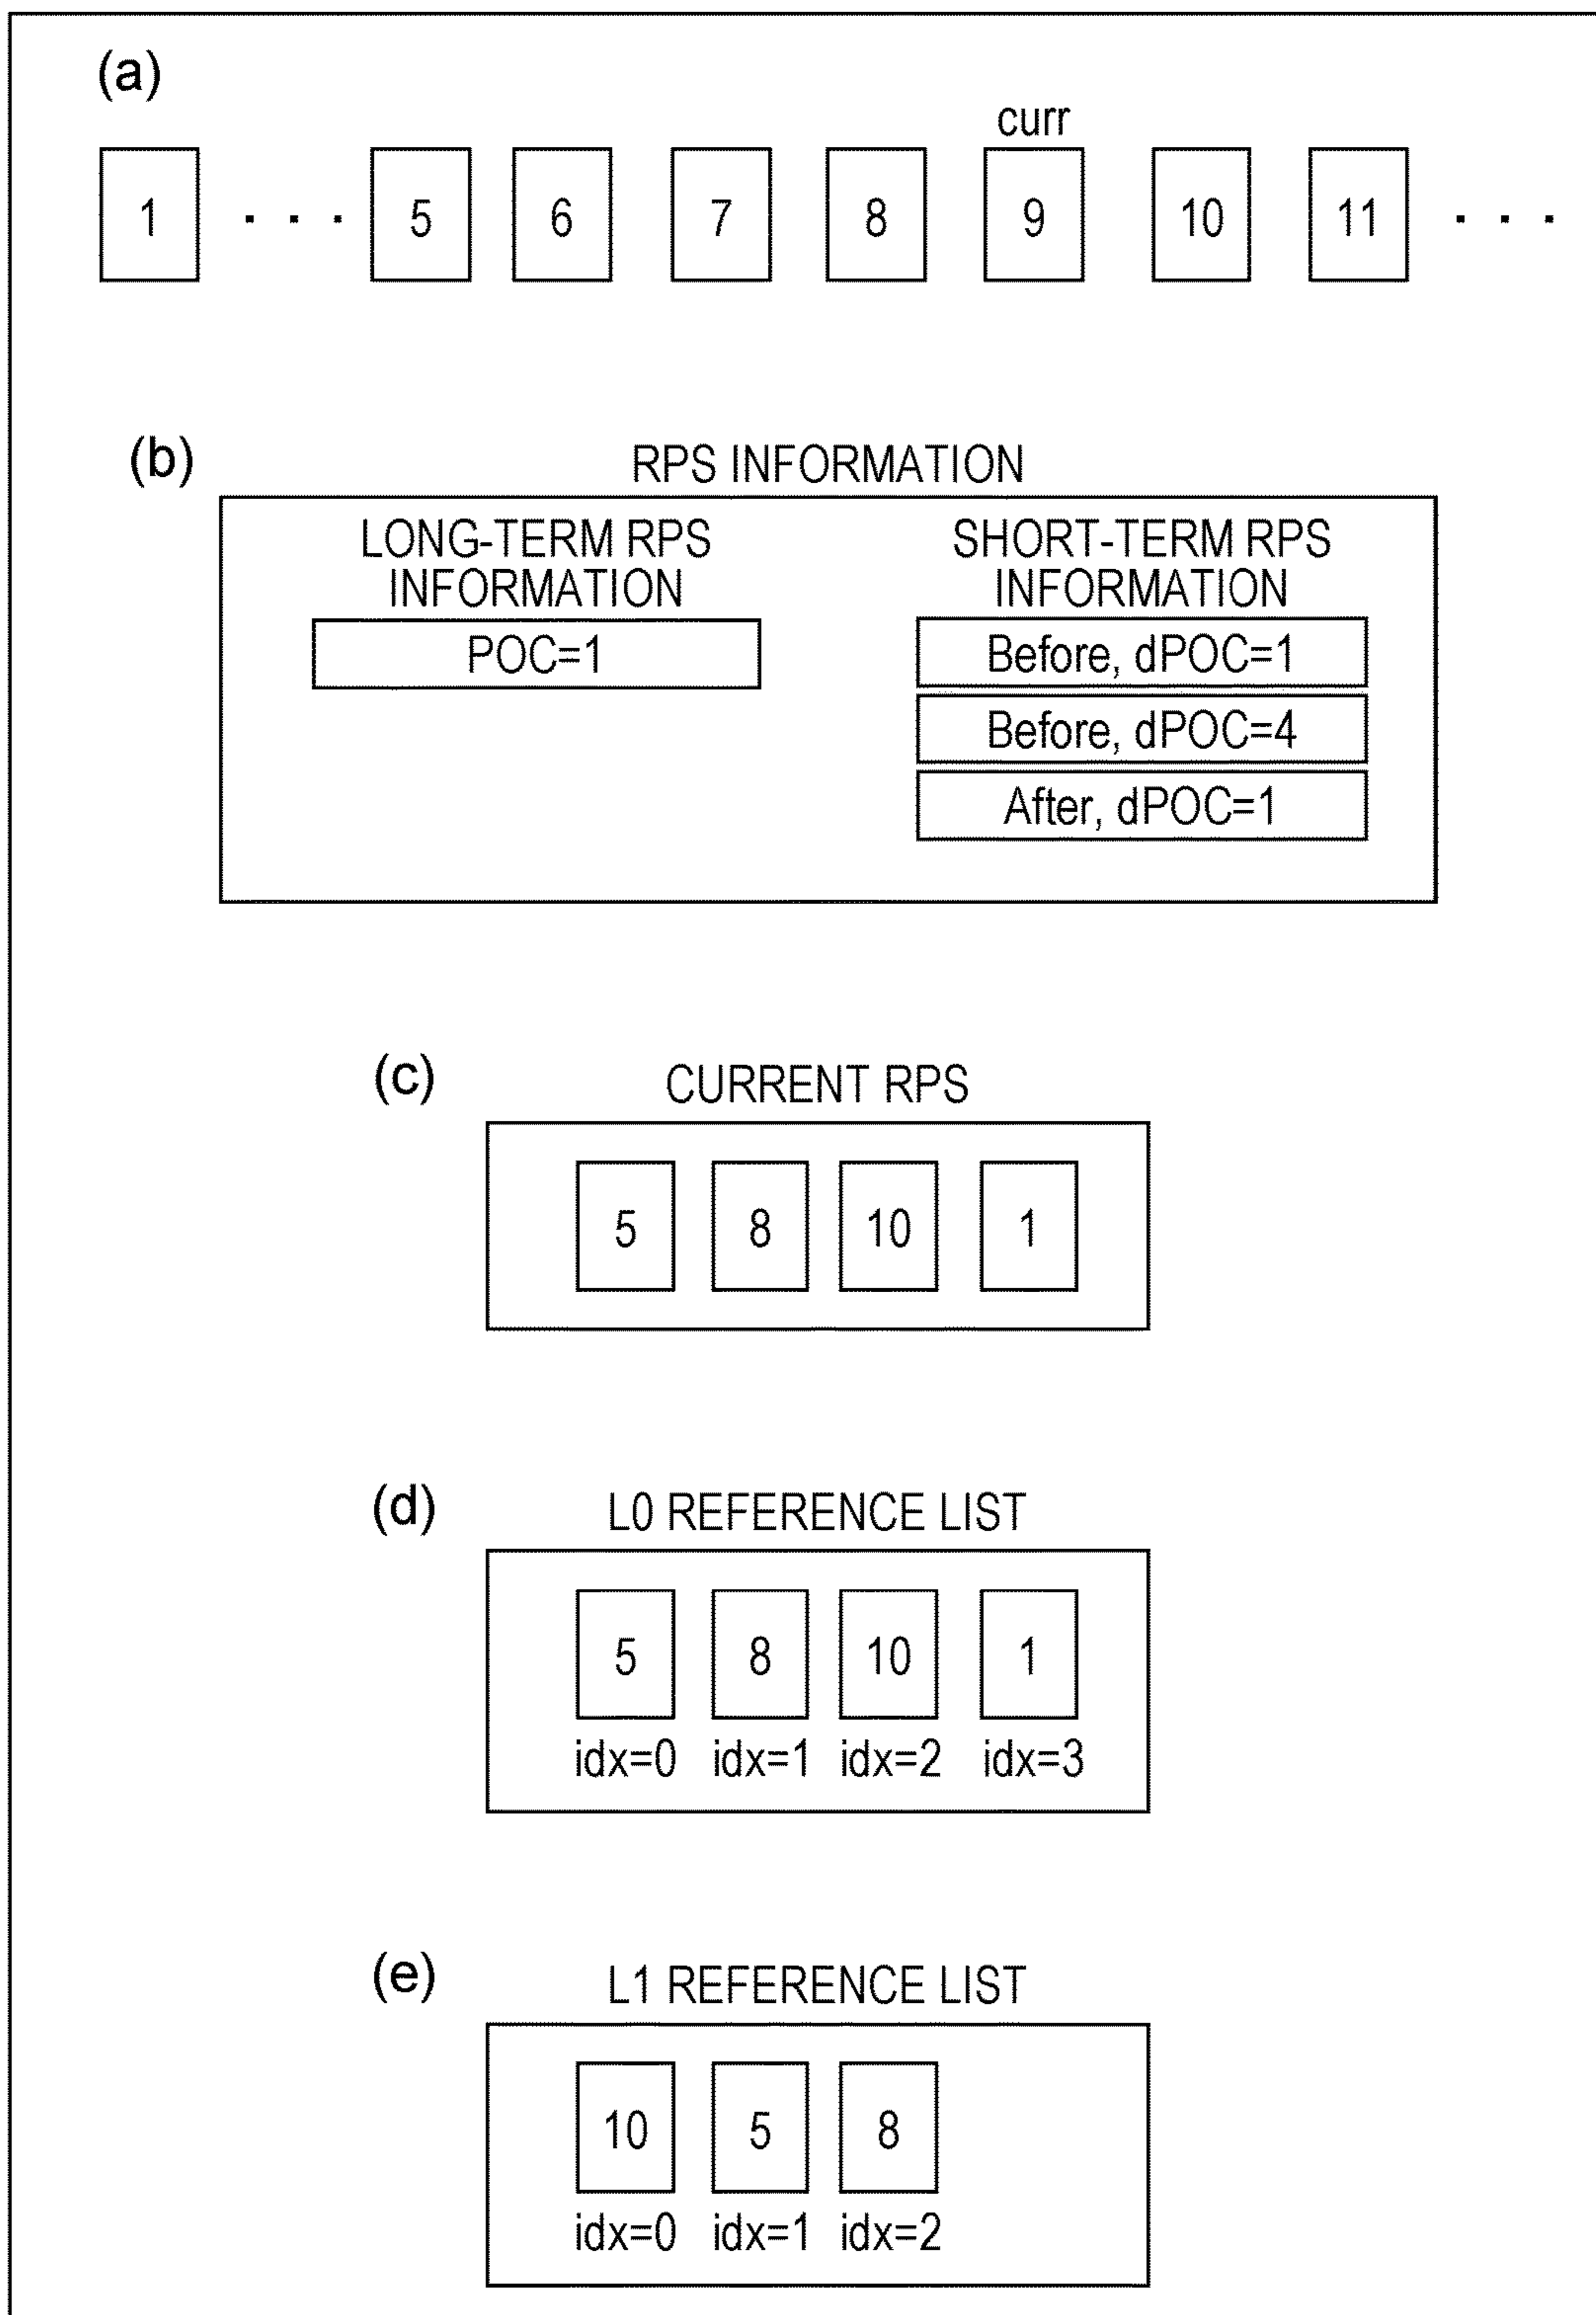 (a)
curr
1 . . . 5 6 7 8 9 10 11 . . .
(b)
RPS INFORMATION
LONG-TERM RPS
INFORMATION
POC=1
SHORT-TERM RPS
INFORMATION
Before, dPOC=1
Before, dPOC=4
After, dPOC=1
(c)
CURRENT RPS
5 8 10 1
(d)
L0 REFERENCE LIST
5 8 10 1
idx=0 idx=1 idx=2 idx=3
(e)
L1 REFERENCE LIST
10 5 8
idx=0 idx=1 idx=2